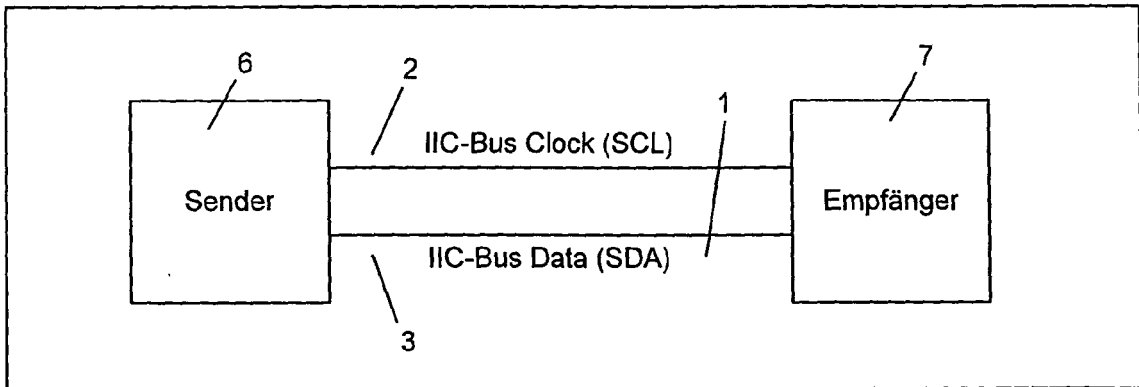 6
2
7
1
IIC-Bus Clock (SCL)
Sender
Empfänger
IIC-Bus Data (SDA)
3